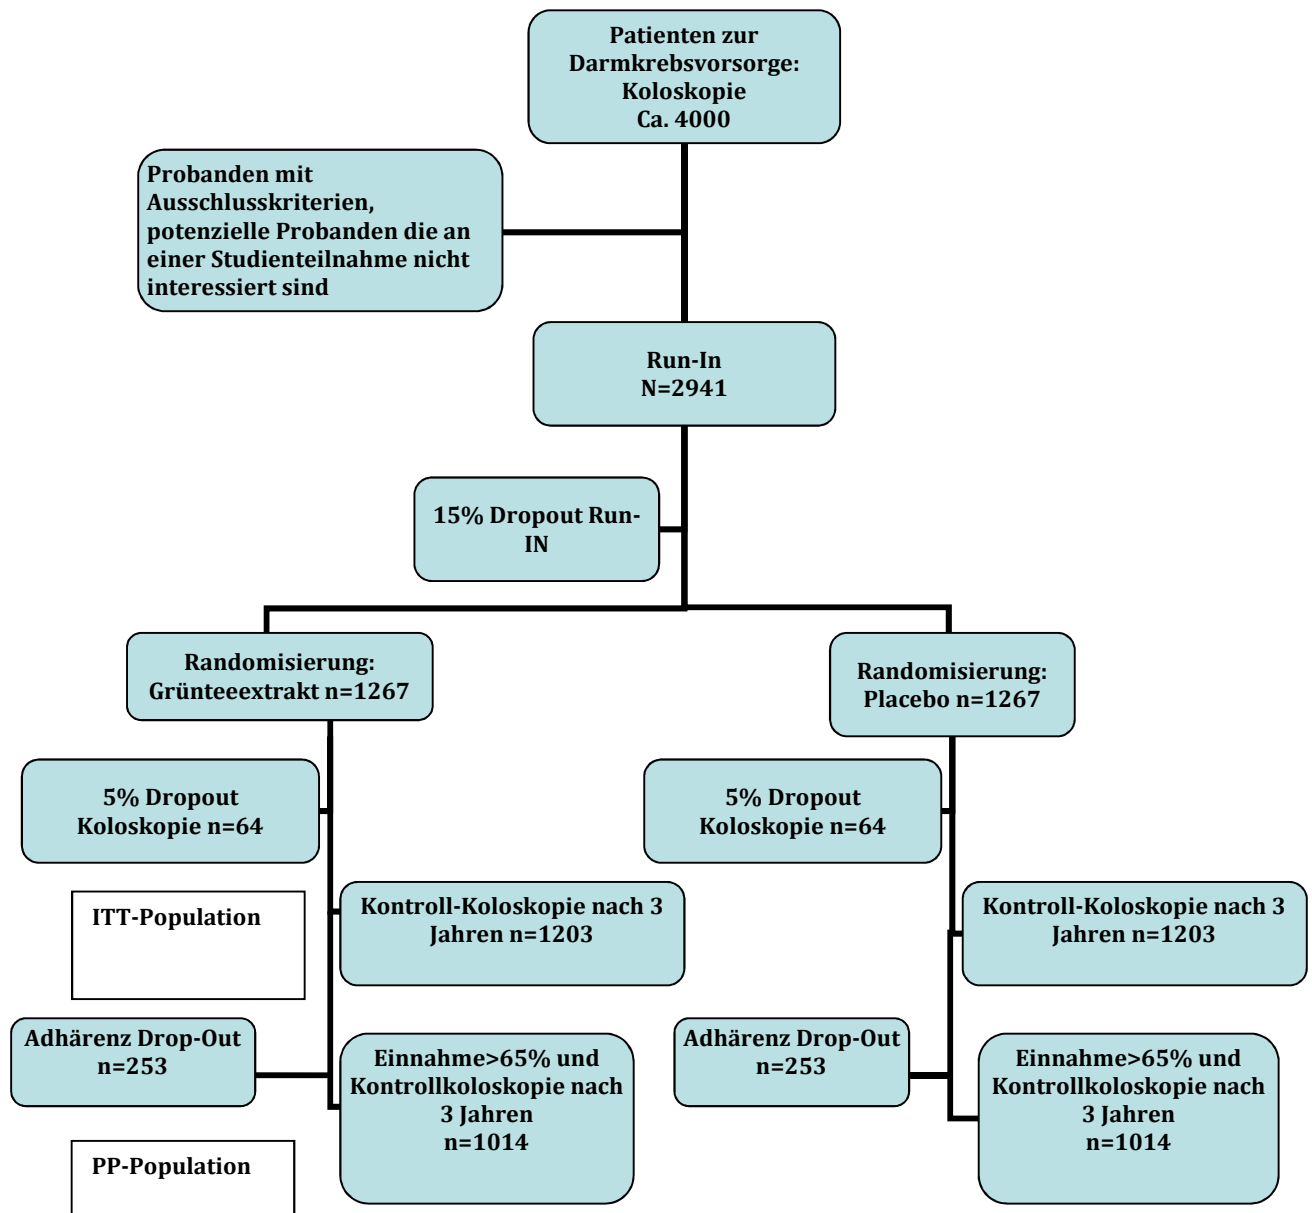 Patienten zur
Darmkrebsvorsorge:
Koloskopie
Ca. 4000
Probanden mit
Ausschlusskriterien,
potenzielle Probanden die an
einer Studienteilnahme nicht
interessiert sind
Run-In
N=2941
15% Dropout Run-
IN
Randomisierung:
Grünteeextrakt n=1267
Randomisierung:
Placebo n=1267
5% Dropout
Koloskopie n=64
5% Dropout
Koloskopie n=64
ITT-Population
Kontroll-Koloskopie nach 3
Jahren n=1203
Kontroll-Koloskopie nach 3
Jahren n=1203
Adhärenz Drop-Out
n=253
Einnahme>65% und
Kontrollkoloskopie nach
3 Jahren
n=1014
Adhärenz Drop-Out
n=253
Einnahme>65% und
Kontrollkoloskopie nach
3 Jahren
n=1014
PP-Population